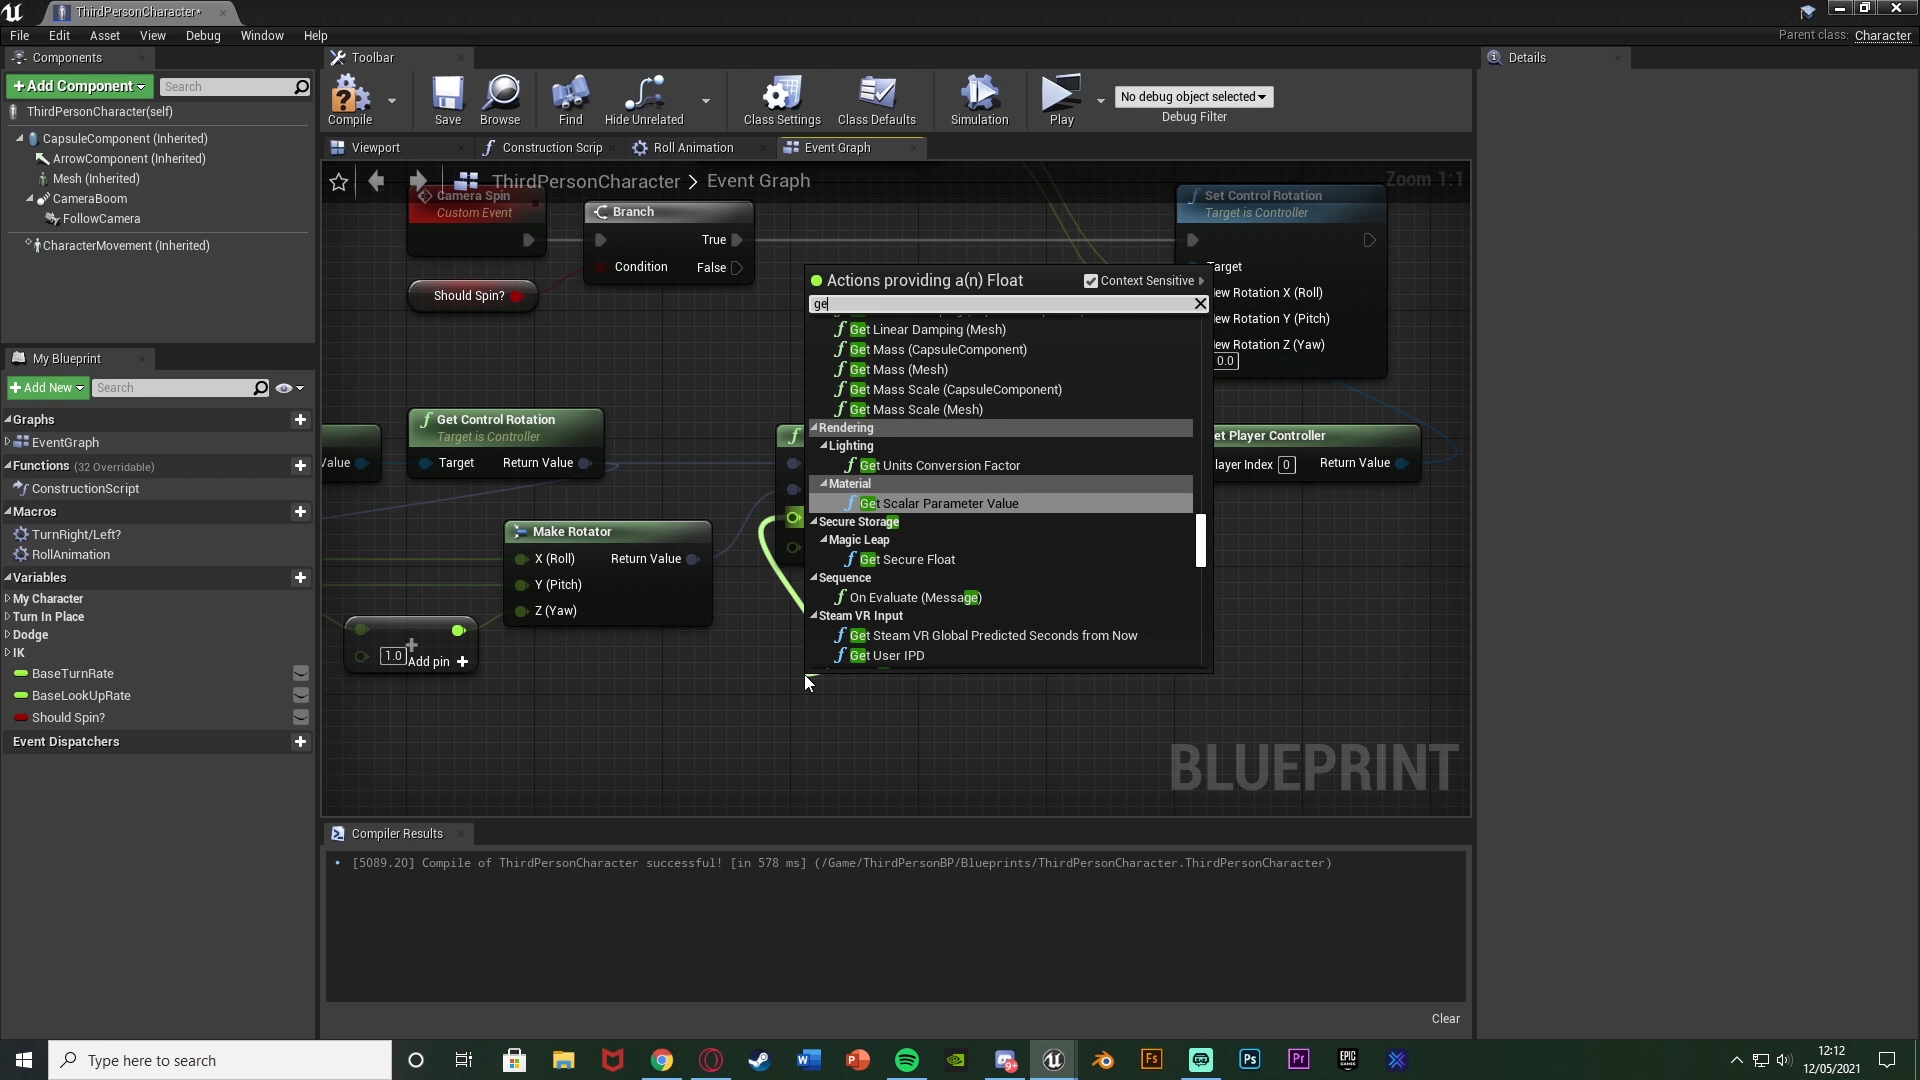 ThirdPersonCharacter*
File Edit Asset View Debug Window Help
Parent class: Character
Components
Toolbar
Details
+Add Component
Search
Compile
Save
Browse
Find
Hide Unrelated
Class Settings
Class Defaults
Simulation
Play
No debug object selected
Debug Filter
ThirdPersonCharacter(self)
CapsuleComponent (Inherited)
ArrowComponent (Inherited)
Mesh (Inherited)
CameraBoom
FollowCamera
CharacterMovement (Inherited)
Viewport
Construction Scrip
Roll Animation
Event Graph
ThirdPersonCharacter > Event Graph
Zoom 1:1
Camera Spin
Custom Event
Branch
True
Condition
False
Should Spin?
Set Control Rotation
Target is Controller
Target
ew Rotation X (Roll)
ew Rotation Y (Pitch)
ew Rotation Z (Yaw)
0.0
Actions providing a(n) Float
Context Sensitive
ge
Get Linear Damping (Mesh)
Get Mass (CapsuleComponent)
Get Mass (Mesh)
Get Mass Scale (CapsuleComponent)
Get Mass Scale (Mesh)
Rendering
Lighting
Get Units Conversion Factor
Material
Get Scalar Parameter Value
Secure Storage
Magic Leap
Get Secure Float
Sequence
On Evaluate (Message)
Steam VR Input
Get Steam VR Global Predicted Seconds from Now
Get User IPD
My Blueprint
+Add New
Search
Graphs
EventGraph
Functions (32 Overridable)
ConstructionScript
Macros
TurnRight/Left?
RollAnimation
Variables
My Character
Turn In Place
Dodge
IK
BaseTurnRate
BaseLookUpRate
Should Spin?
Event Dispatchers
Value
Get Control Rotation
Target is Controller
Target
Return Value
Make Rotator
X (Roll)
Return Value
Y (Pitch)
Z (Yaw)
1.0
Add pin +
et Player Controller
layer Index 0
Return Value
BLUEPRINT
Compiler Results
• [5089.20] Compile of ThirdPersonCharacter successful! [in 578 ms] (/Game/ThirdPersonBP/Blueprints/ThirdPersonCharacter.ThirdPersonCharacter)
Clear
Type here to search
W
P
9+
Fs
Ps
Pr
EPIC GAMES
12:12
12/05/2021